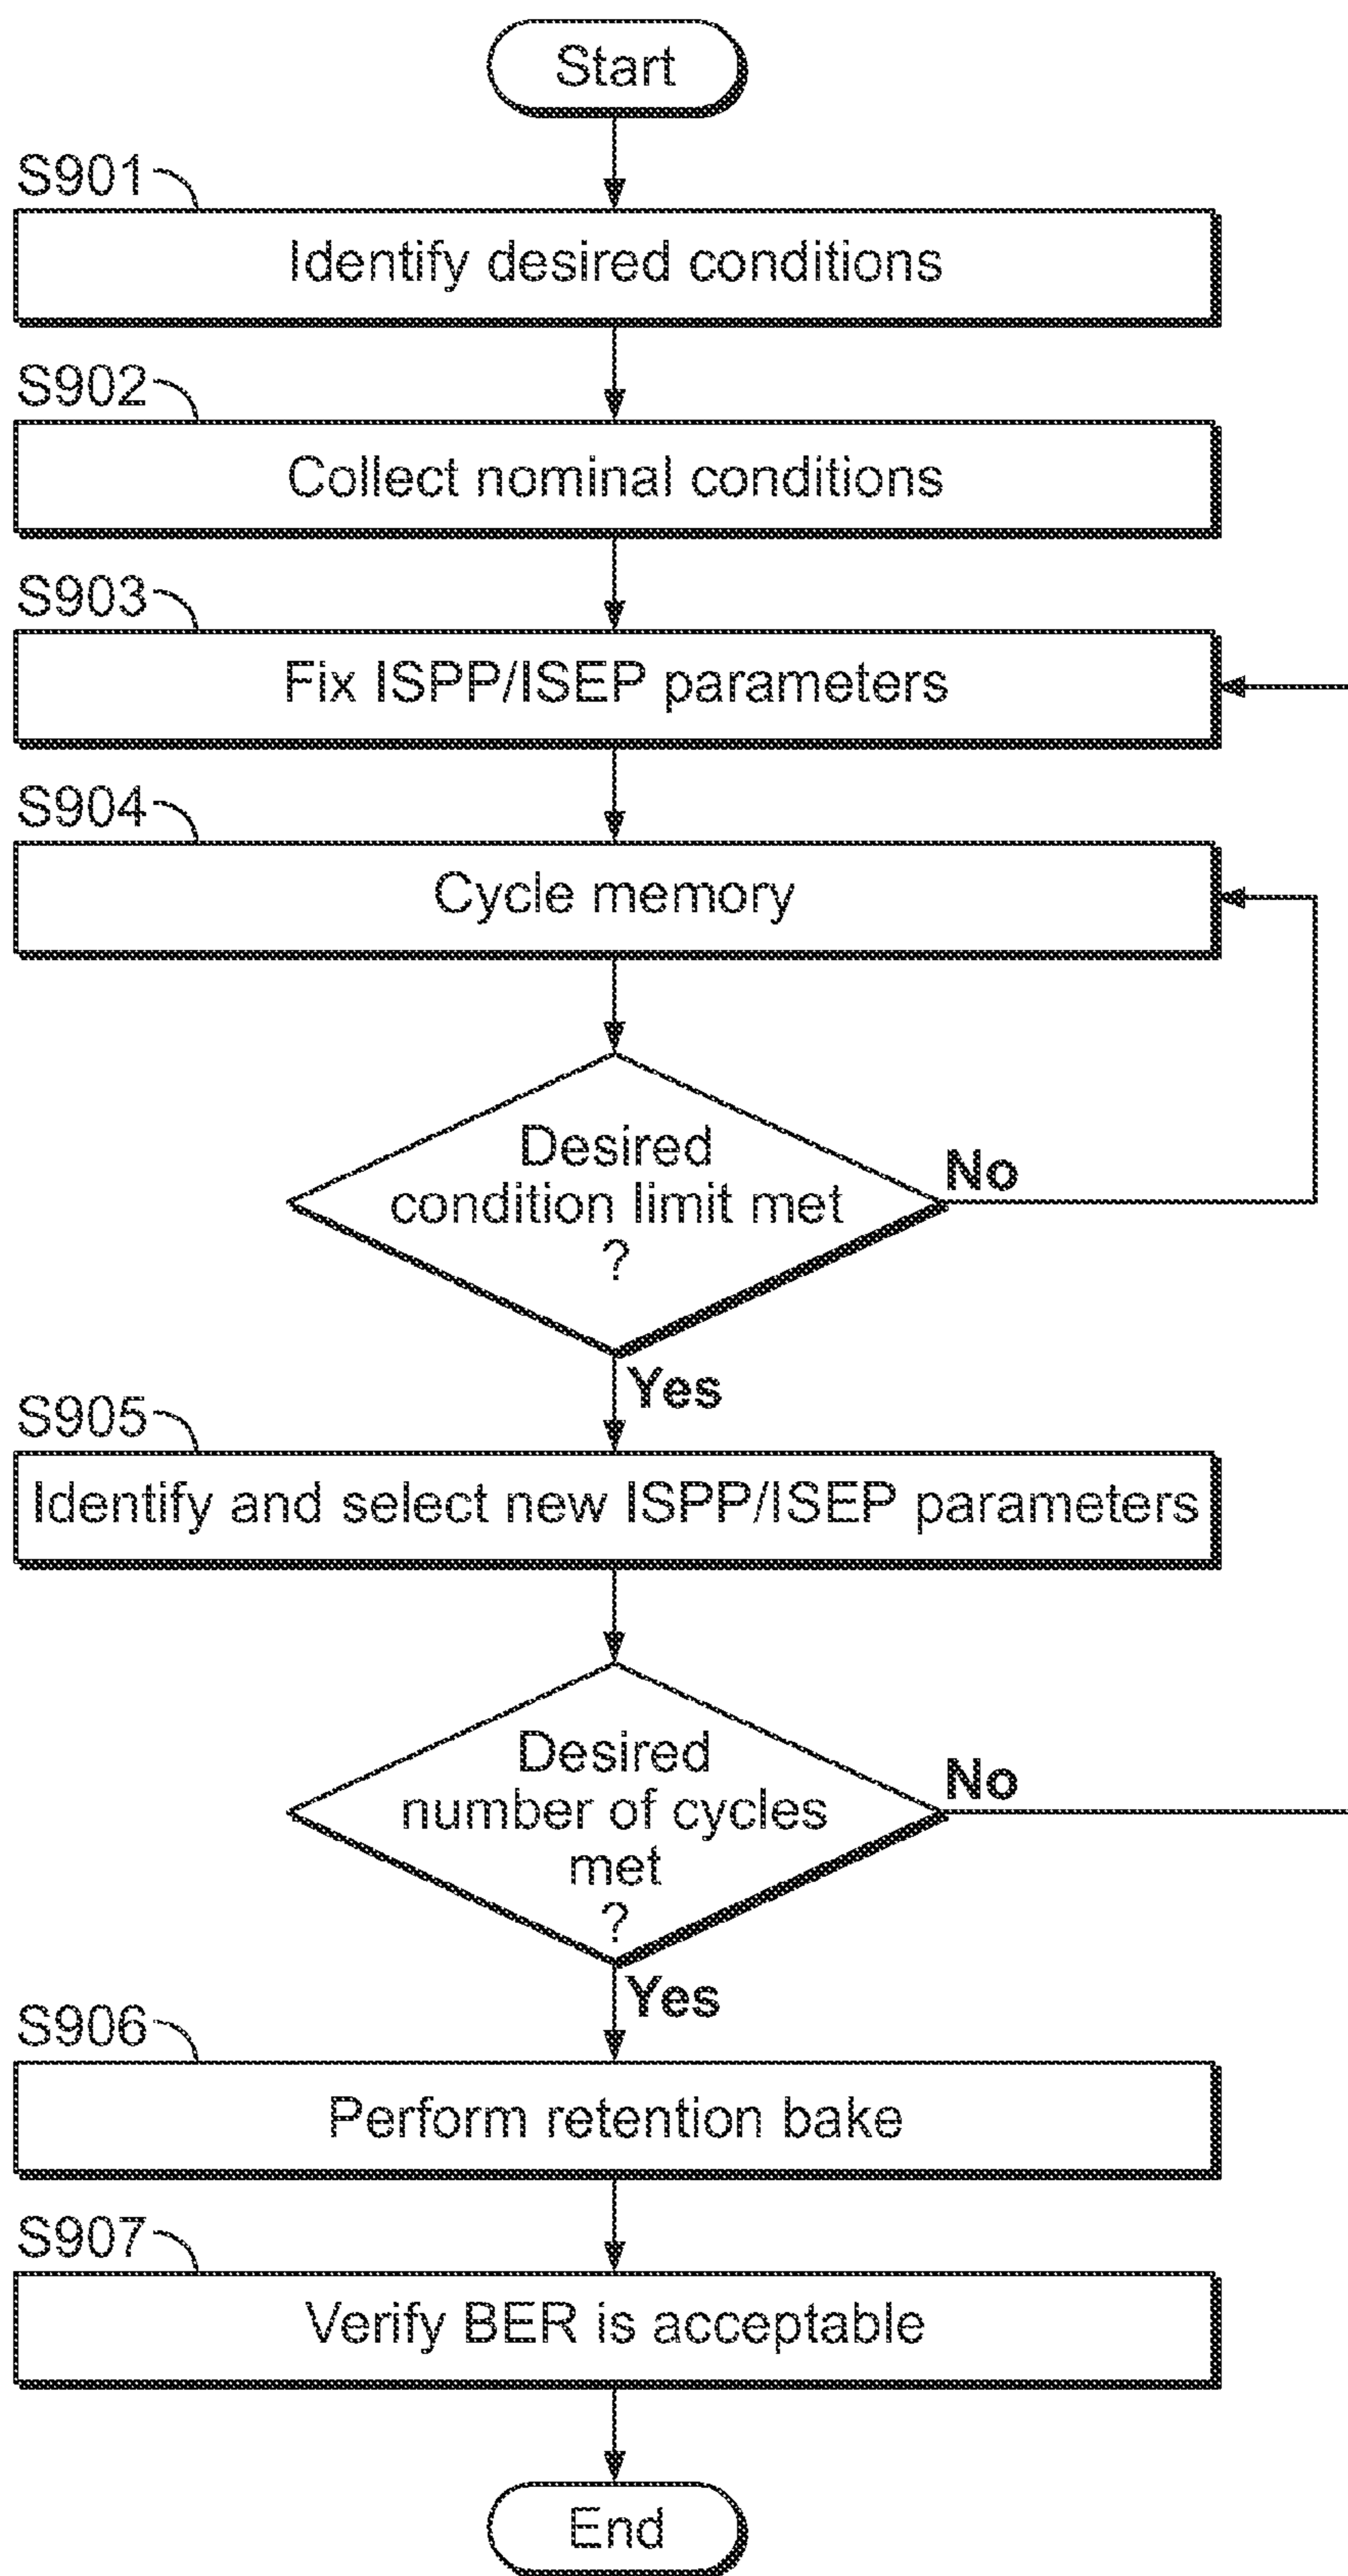 Start
S901
Identify desired conditions
S902
Collect nominal conditions
S903
Fix ISPP/ISEP parameters
S904
Cycle memory
Desired
condition limit met
?
No
Yes
S905
Identify and select new ISPP/ISEP parameters
Desired
number of cycles
met
?
No
Yes
S906
Perform retention bake
S907
Verify BER is acceptable
End